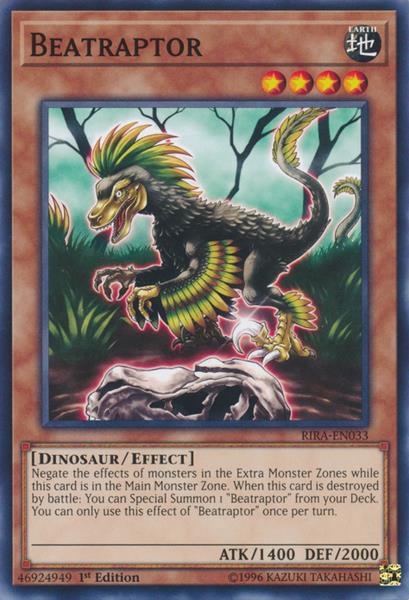 BEATRAPTOR
EARTH
地
RIRA-EN033
[DINOSAUR/EFFECT]
Negate the effects of monsters in the Extra Monster Zones while
this card is in the Main Monster Zone. When this card is destroyed
by battle: You can Special Summon 1 "Beatraptor" from your Deck.
You can only use this effect of "Beatraptor" once per turn.
ATK/1400 DEF/2000
46924949 1st Edition ©1996 KAZUKI TAKAHASHI